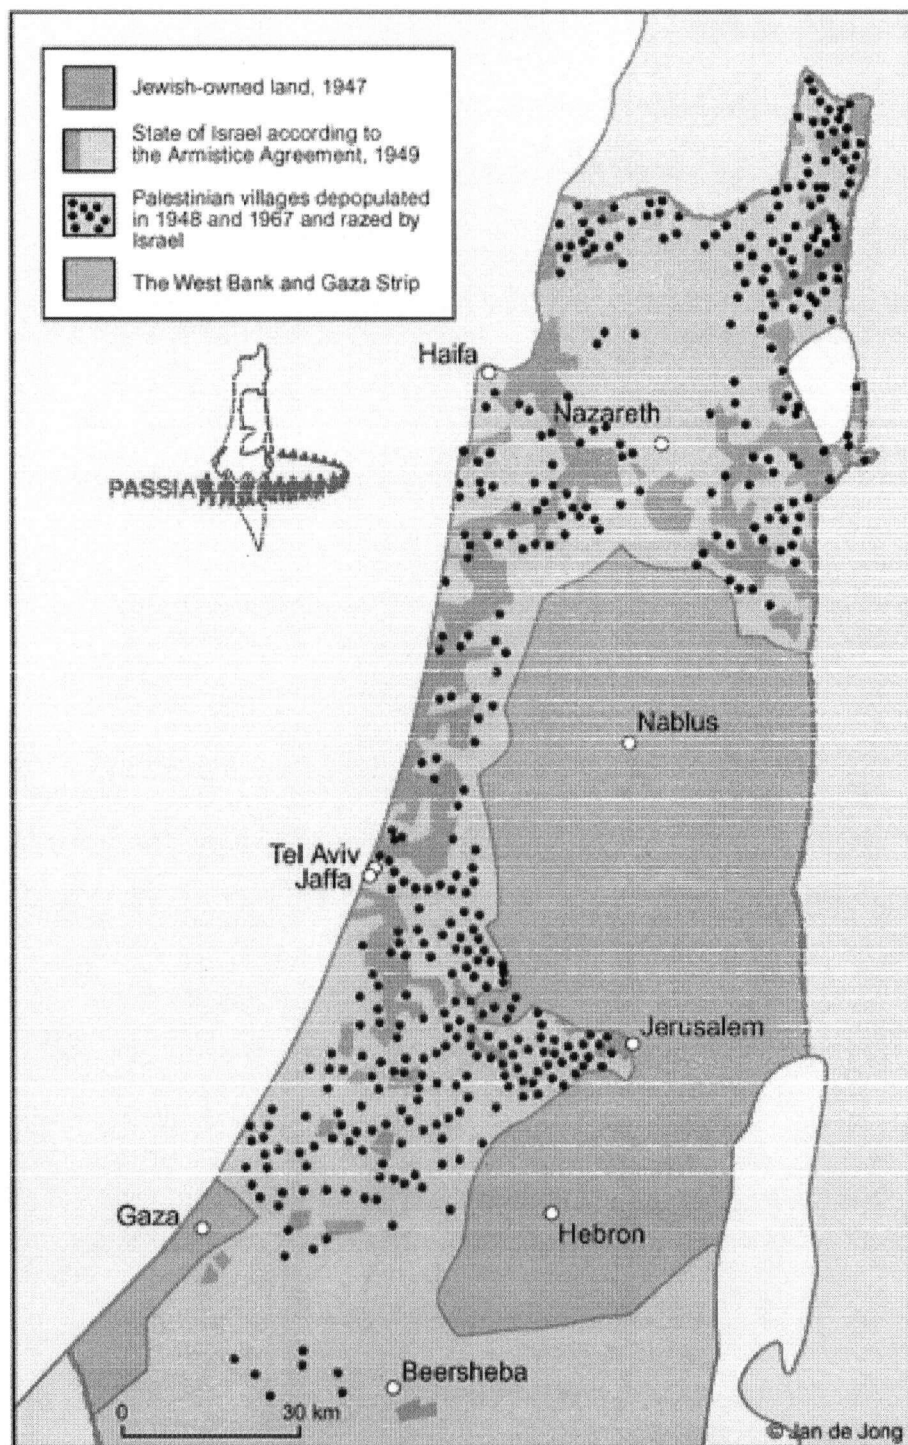 Jewish-owned land, 1947
State of Israel according to
the Armistice Agreement, 1949
Palestinian villages depopulated
in 1948 and 1967 and razed by
Israel
The West Bank and Gaza Strip
Haifa
Nazareth
PASSIA
Nablus
Tel Aviv
Jaffa
Jerusalem
Gaza
Hebron
Beersheba
0 30 km
© Jan de Jong